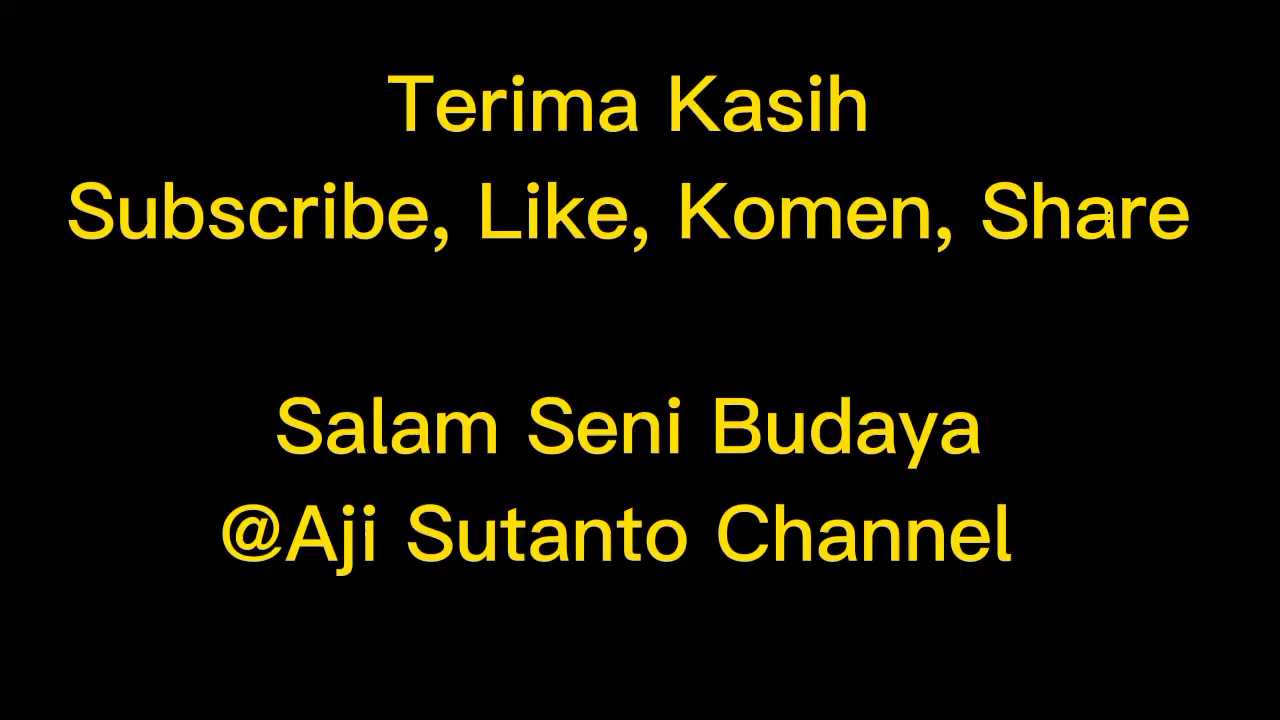 Terima Kasih
Subscribe, Like, Komen, Share
Salam Seni Budaya
@Aji Sutanto Channel